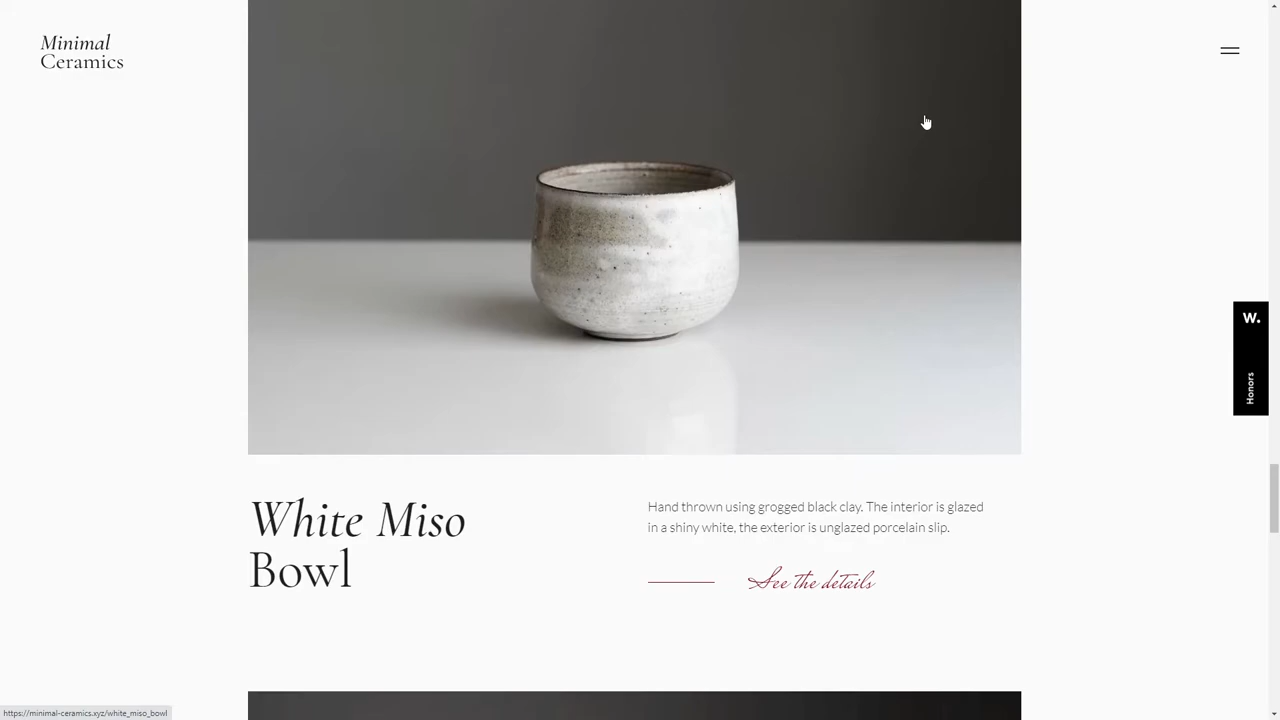 Minimal
Ceramics
W.
Honors
White Miso
Bowl
Hand thrown using grogged black clay. The interior is glazed
in a shiny white, the exterior is unglazed porcelain slip.
See the details
https://minimal-ceramics.xyz/white_miso_bowl